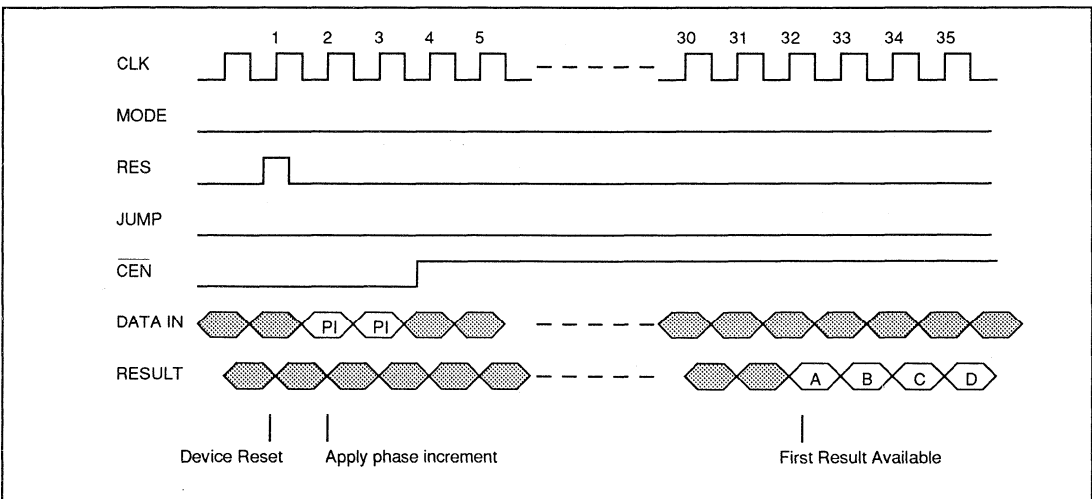 1 2 3 4 5 30 31 32 33 34 35
CLK
MODE
RES
JUMP
CEN
DATA IN PI PI
RESULT A B C D
Device Reset Apply phase increment First Result Available